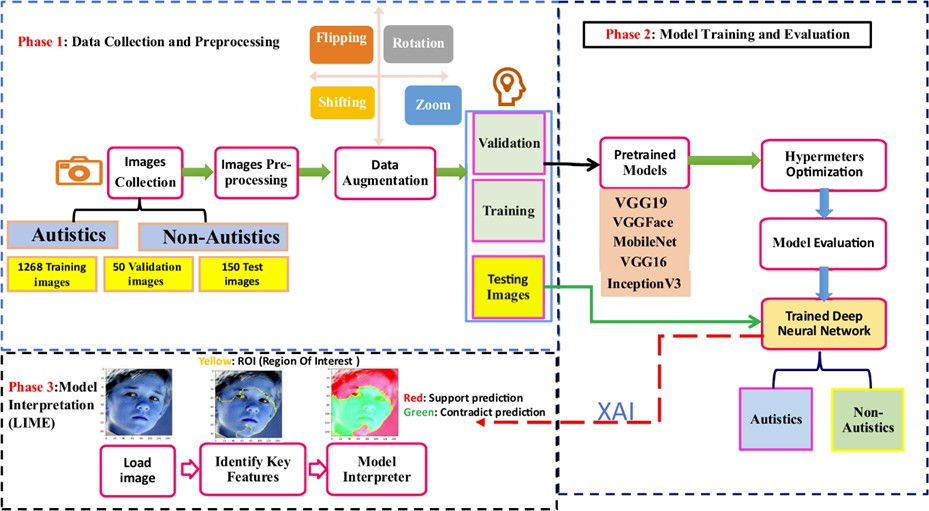 Phase 1: Data Collection and Preprocessing
Flipping
Rotation
Shifting
Zoom
Images
Collection
Images Pre-
processing
Data
Augmentation
Validation
Training
Testing
Images
Autistics
Non-Autistics
1268 Training
images
50 Validation
images
150 Test
images
Phase 2: Model Training and Evaluation
Pretrained
Models
VGG19
VGGFace
MobileNet
VGG16
InceptionV3
Hypermeters
Optimization
Model Evaluation
Trained Deep
Neural Network
Autistics
Non-
Autistics
XAI
Phase 3:Model
Interpretation
(LIME)
Yellow: ROI (Region Of Interest )
Red: Support prediction
Green: Contradict prediction
Load
image
Identify Key
Features
Model
Interpreter